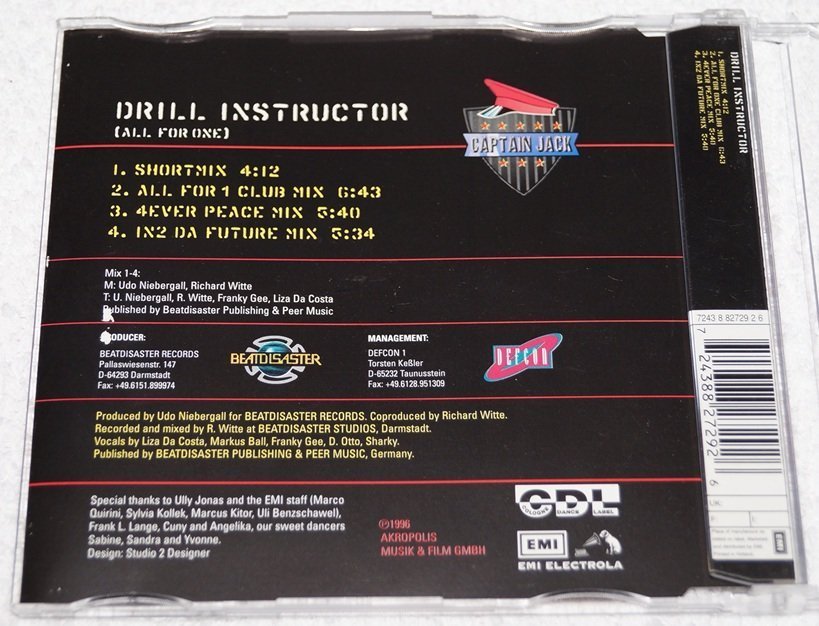 DRILL INSTRUCTOR
(ALL FOR ONE)
CAPTAIN JACK
1. SHORTMIX 4:12
2. ALL FOR 1 CLUB MIX 6:43
3. 4EVER PEACE MIX 5:40
4. 1X2 DA FUTURE MIX 5:34
Mix 1-4:
M: Udo Niebergall, Richard Witte
T: U. Niebergall, R. Witte, Franky Gee, Liza Da Costa
Published by Beatdisaster Publishing & Peer Music
PRODUCER:
BEATDISASTER RECORDS
Pallaswiesenstr. 147
D-64293 Darmstadt
Fax: +49.6151.899974
BEATDISASTER
MANAGEMENT:
DEFCON 1
Torsten Keßler
D-65232 Taunusstein
Fax: +49.6128.951309
DEFCON
Produced by Udo Niebergall for BEATDISASTER RECORDS. Coproduced by Richard Witte.
Recorded and mixed by R. Witte at BEATDISASTER STUDIOS, Darmstadt.
Vocals by Liza Da Costa, Markus Ball, Franky Gee, D. Otto, Sharky.
Published by BEATDISASTER PUBLISHING & PEER MUSIC, Germany.
Special thanks to Ully Jonas and the EMI staff (Marco
Quirini, Sylvia Kollek, Marcus Kitor, Uli Benzschawel),
Frank L. Lange, Cuny and Angelika, our sweet dancers
Sabine, Sandra and Yvonne.
Design: Studio 2 Designer
℗1996
AKROPOLIS
MUSIK & FILM GMBH
CDL
COLOGNE DANCE LABEL
EMI
EMI ELECTROLA
DRILL INSTRUCTOR
1. SHORTMIX 4:12
2. ALL FOR ONE CLUB MIX 6:43
3. 4EVER PEACE MIX 5:40
4. 1X2 DA FUTURE MIX 5:40
7243 8 82729 2 6
7 24388 27292 6
UK:
F:
EMI